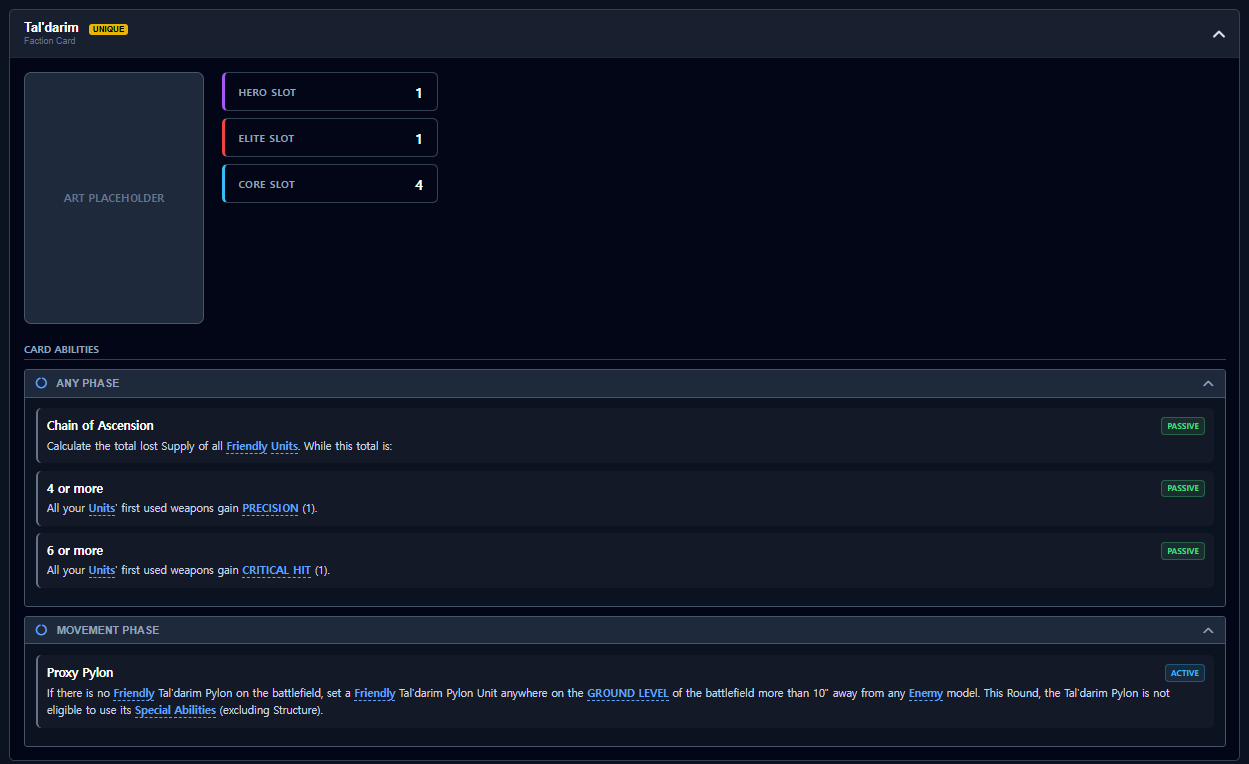 Tal'darim UNIQUE
Faction Card
ART PLACEHOLDER
HERO SLOT 1
ELITE SLOT 1
CORE SLOT 4
CARD ABILITIES
ANY PHASE
Chain of Ascension PASSIVE
Calculate the total lost Supply of all Friendly Units. While this total is:
4 or more PASSIVE
All your Units' first used weapons gain PRECISION (1).
6 or more PASSIVE
All your Units' first used weapons gain CRITICAL HIT (1).
MOVEMENT PHASE
Proxy Pylon ACTIVE
If there is no Friendly Tal'darim Pylon on the battlefield, set a Friendly Tal'darim Pylon Unit anywhere on the GROUND LEVEL of the battlefield more than 10" away from any Enemy model. This Round, the Tal'darim Pylon is not
eligible to use its Special Abilities (excluding Structure).